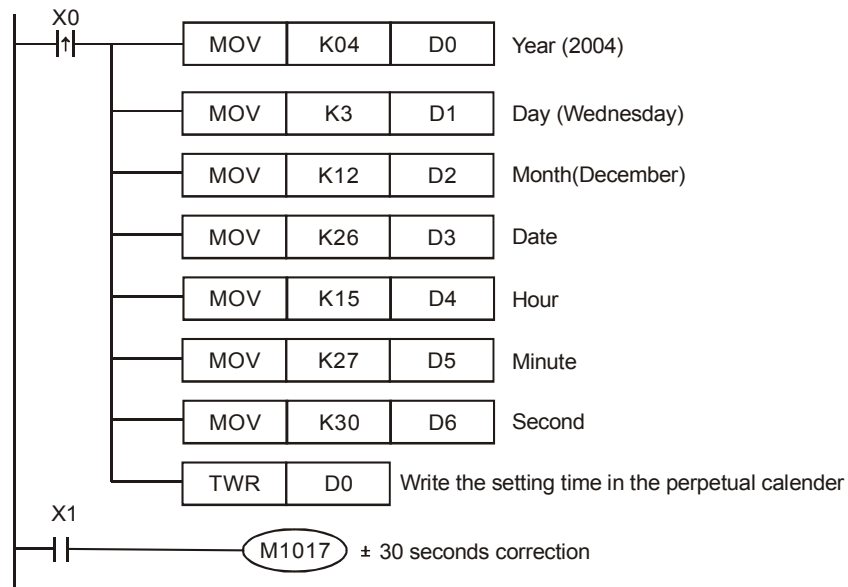 X0
MOV K04 D0 Year (2004)
MOV K3 D1 Day (Wednesday)
MOV K12 D2 Month(December)
MOV K26 D3 Date
MOV K15 D4 Hour
MOV K27 D5 Minute
MOV K30 D6 Second
TWR D0 Write the setting time in the perpetual calender
X1
M1017 ± 30 seconds correction